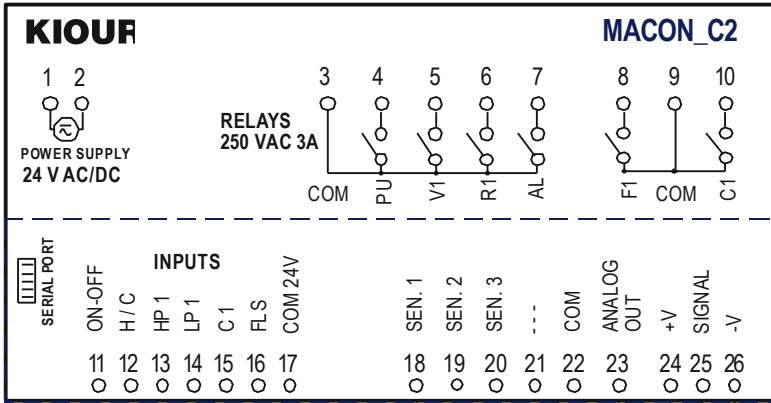 KIOUR MACON_C2
1 2 3 4 5 6 7 8 9 10
POWER SUPPLY
24 V AC/DC
RELAYS
250 VAC 3A
COM PU V1 R1 AL F1 COM C1
SERIAL PORT
INPUTS
ON-OFF H / C HP 1 LP 1 C 1 FLS COM 24V SEN. 1 SEN. 2 SEN. 3 --- COM ANALOG OUT +V SIGNAL -V
11 12 13 14 15 16 17 18 19 20 21 22 23 24 25 26